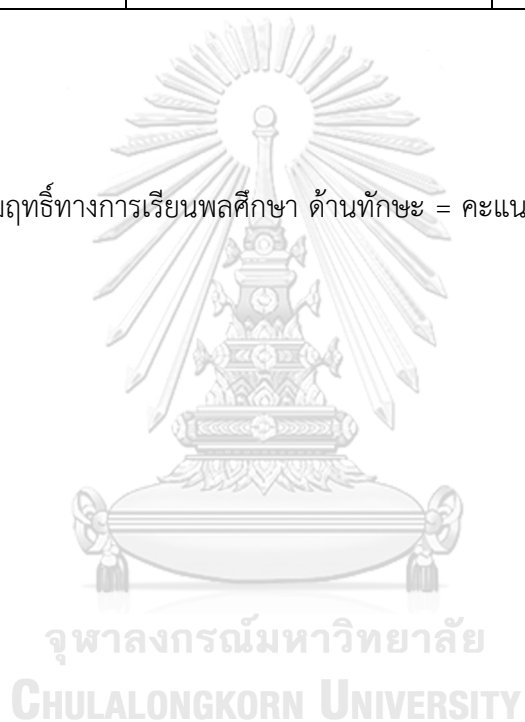 ฤทธิ์ทางการเรียนพลศึกษา ด้านทักษะ = คะแน
จุฬาลงกรณ์มหาวิทยาลัย
CHULALONGKORN UNIVERSITY